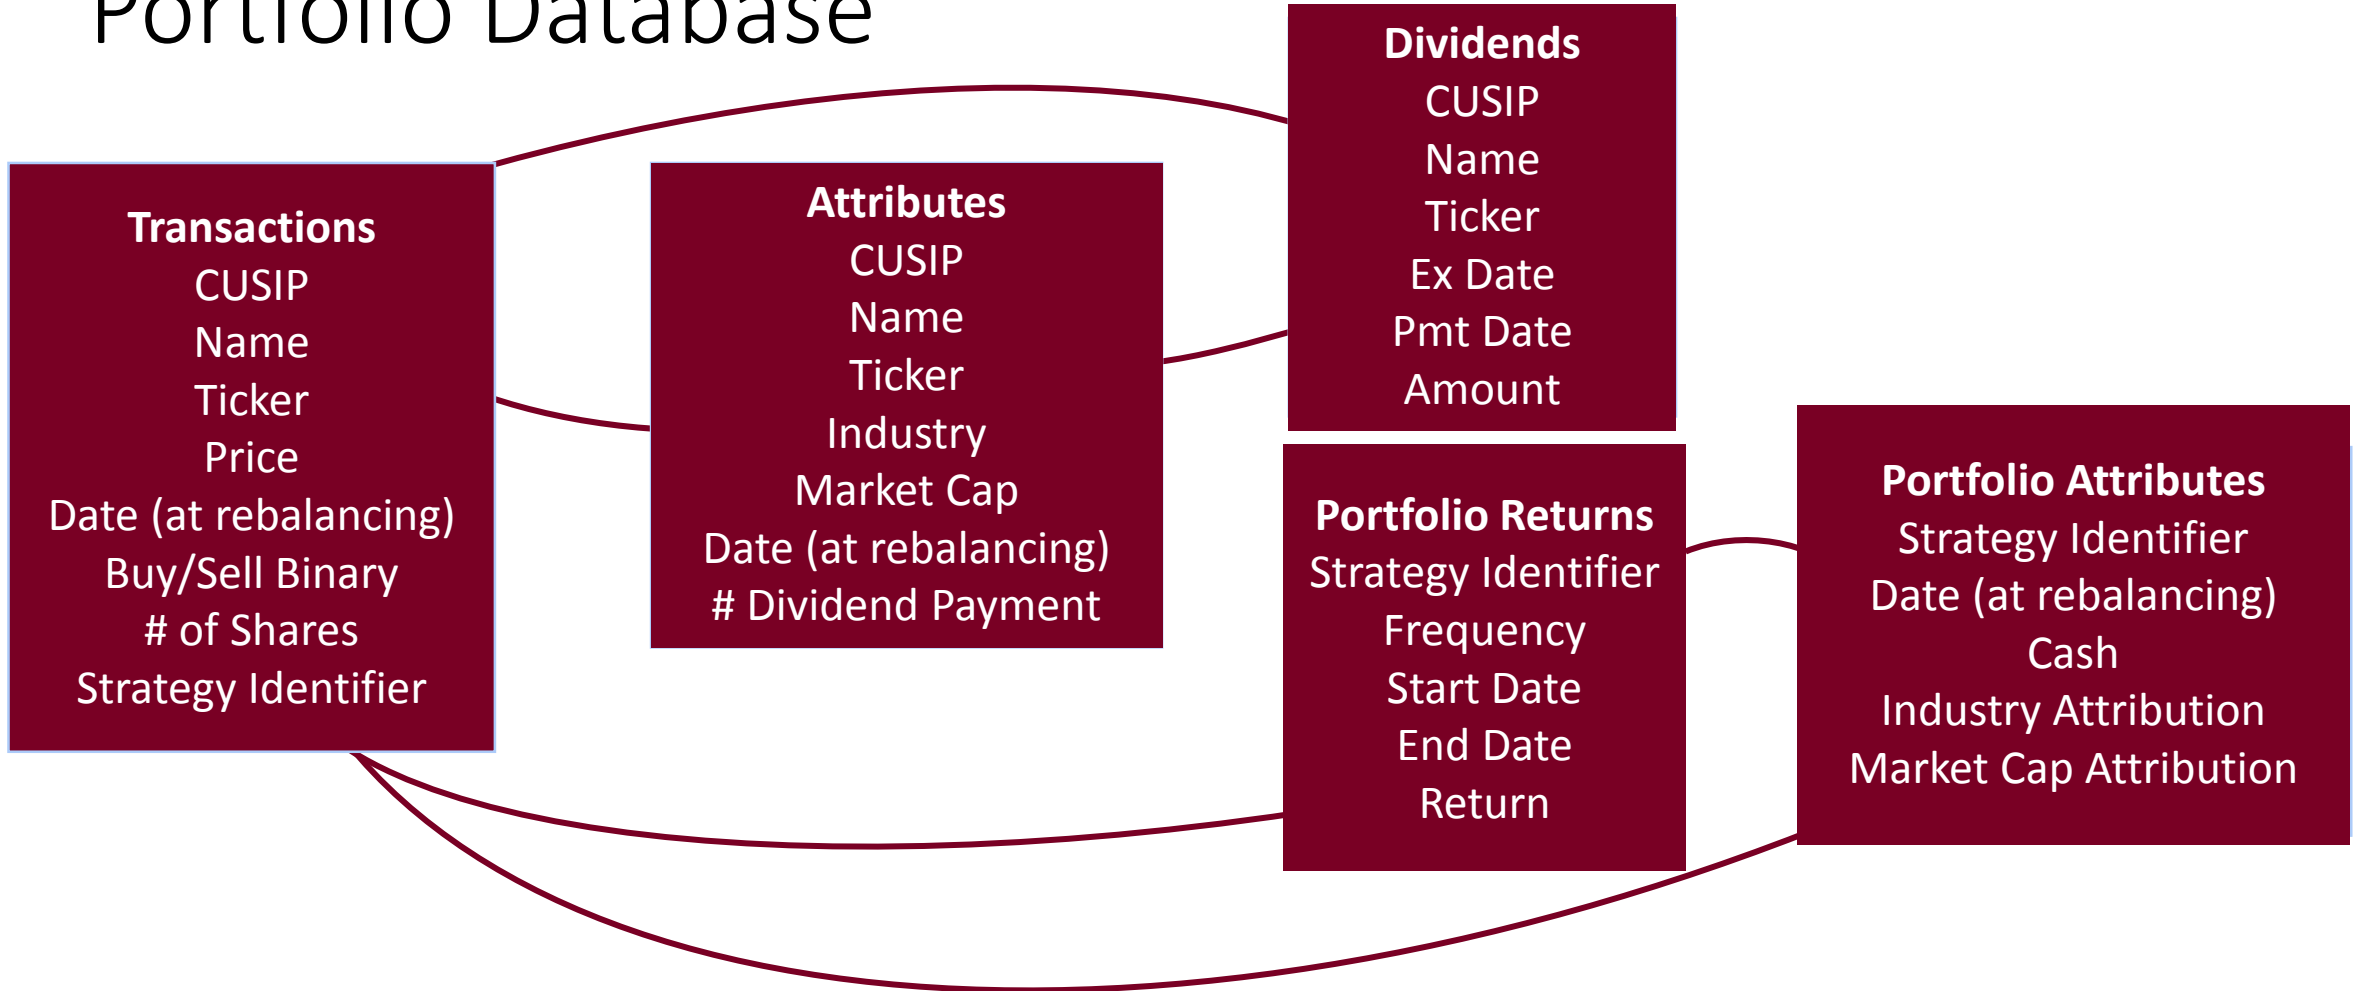 Portfolio Database
Transactions
CUSIP
Name
Ticker
Price
Date (at rebalancing)
Buy/Sell Binary
# of Shares
Strategy Identifier
Attributes
CUSIP
Name
Ticker
Industry
Market Cap
Date (at rebalancing)
# Dividend Payment
Dividends
CUSIP
Name
Ticker
Ex Date
Pmt Date
Amount
Portfolio Returns
Strategy Identifier
Frequency
Start Date
End Date
Return
Portfolio Attributes
Strategy Identifier
Date (at rebalancing)
Cash
Industry Attribution
Market Cap Attribution